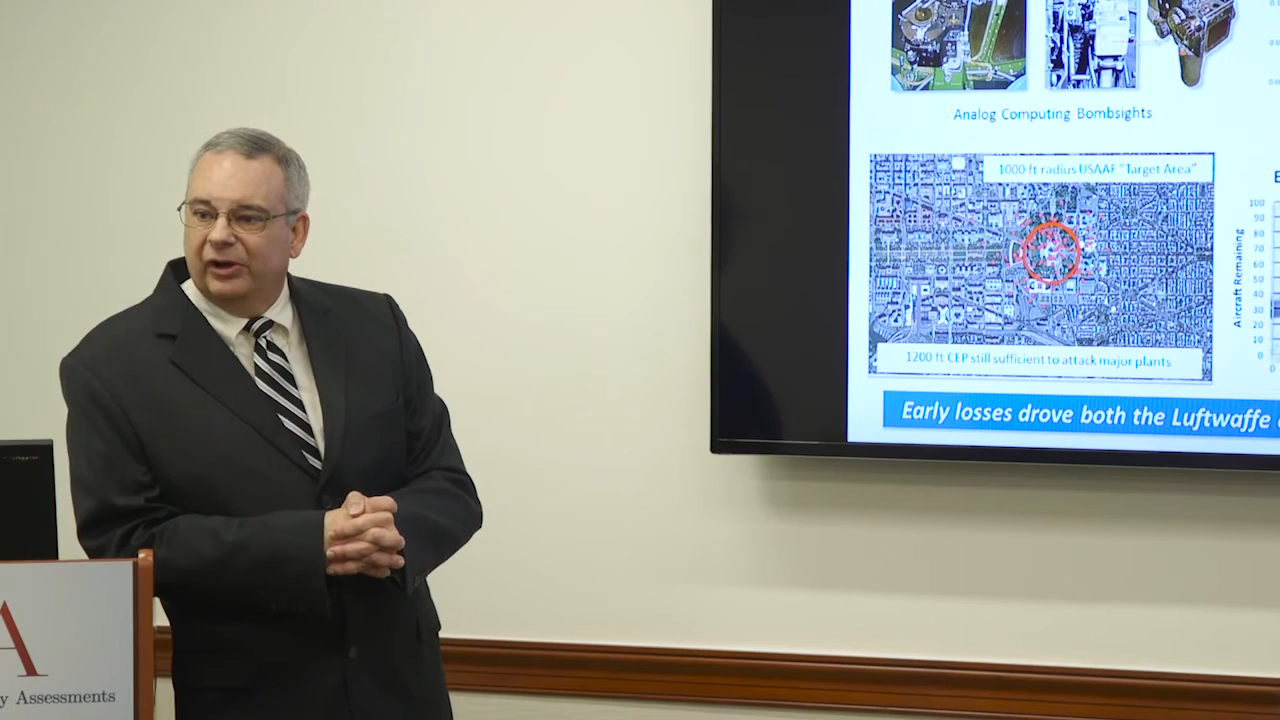 Analog Computing Bombsights
1000 ft radius USAAF "Target Area"
1200 ft CEP still sufficient to attack major plants
E
Aircraft Remaining
100
90
80
70
60
50
40
30
20
10
0
0
Early losses drove both the Luftwaffe
A
y Assessments